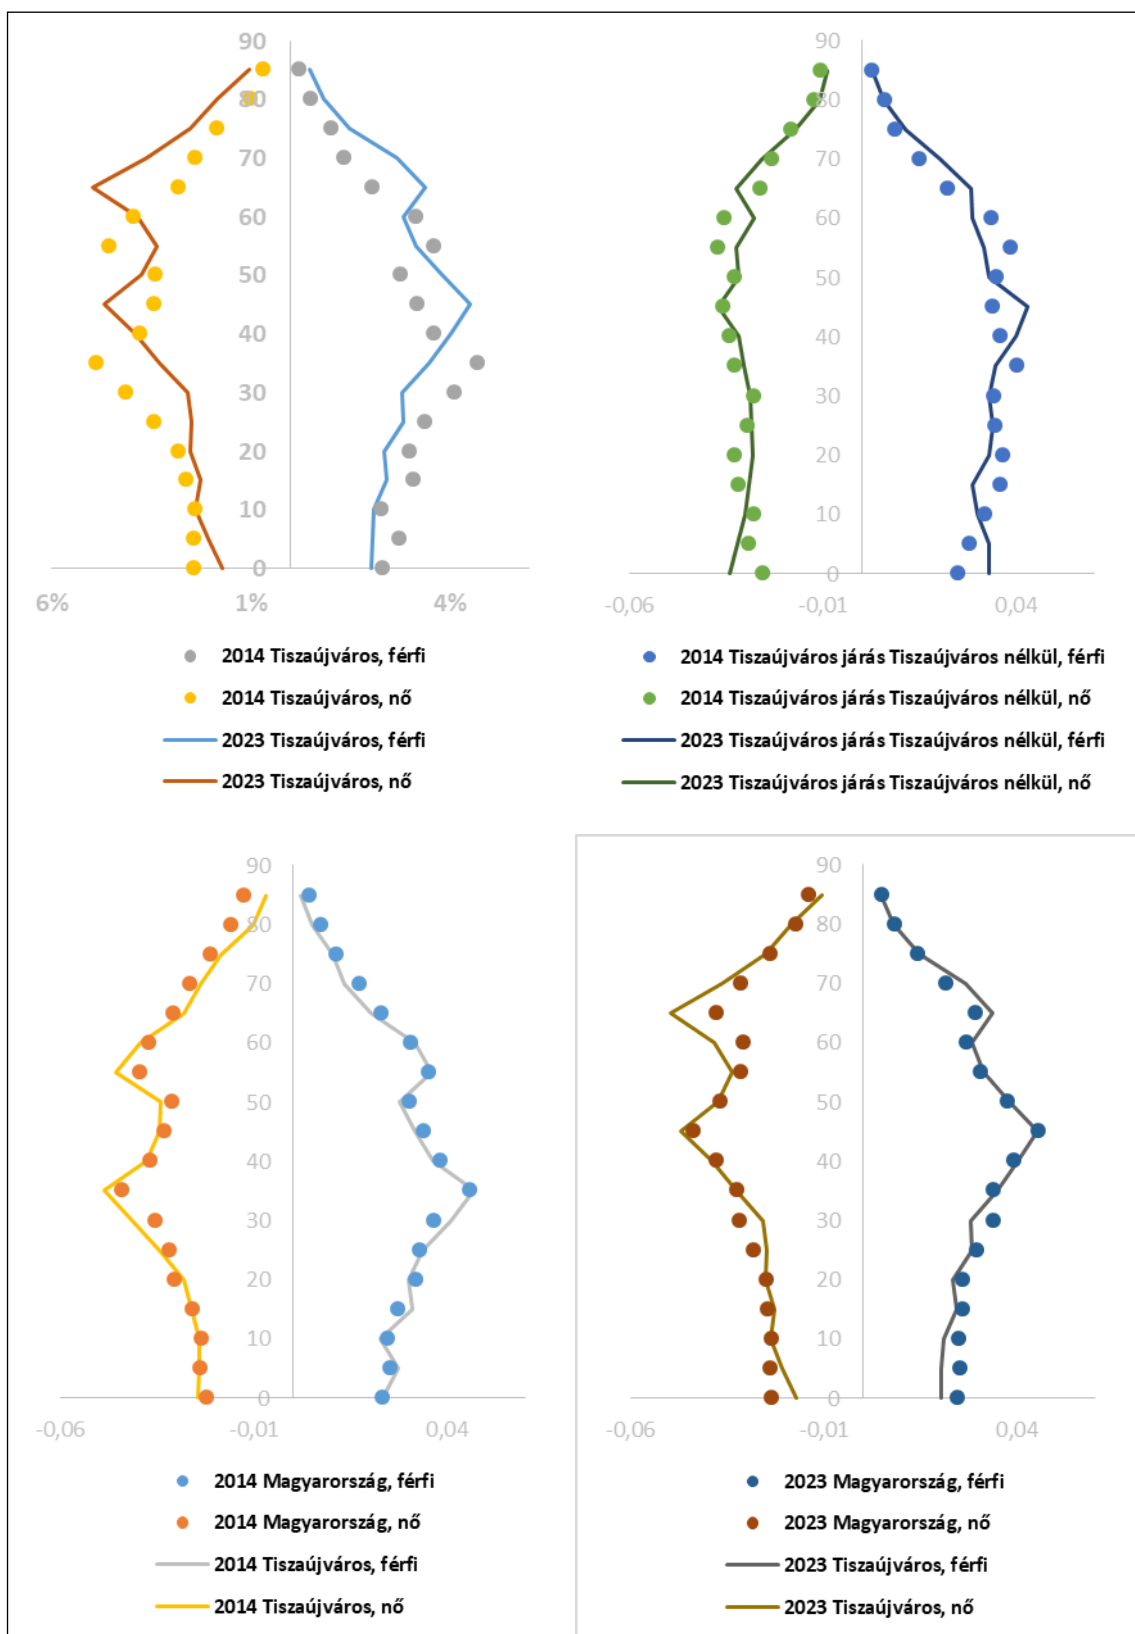 90
80
70
60
50
40
30
20
10
0
6% 1% 4%
2014 Tiszaújváros, férfi
2014 Tiszaújváros, nő
2023 Tiszaújváros, férfi
2023 Tiszaújváros, nő
90
80
70
60
50
40
30
20
10
0
-0,06 -0,01 0,04
2014 Tiszaújváros járás Tiszaújváros nélkül, férfi
2014 Tiszaújváros járás Tiszaújváros nélkül, nő
2023 Tiszaújváros járás Tiszaújváros nélkül, férfi
2023 Tiszaújváros járás Tiszaújváros nélkül, nő
90
80
70
60
50
40
30
20
10
0
-0,06 -0,01 0,04
2014 Magyarország, férfi
2014 Magyarország, nő
2014 Tiszaújváros, férfi
2014 Tiszaújváros, nő
90
80
70
60
50
40
30
20
10
0
-0,06 -0,01 0,04
2023 Magyarország, férfi
2023 Magyarország, nő
2023 Tiszaújváros, férfi
2023 Tiszaújváros, nő